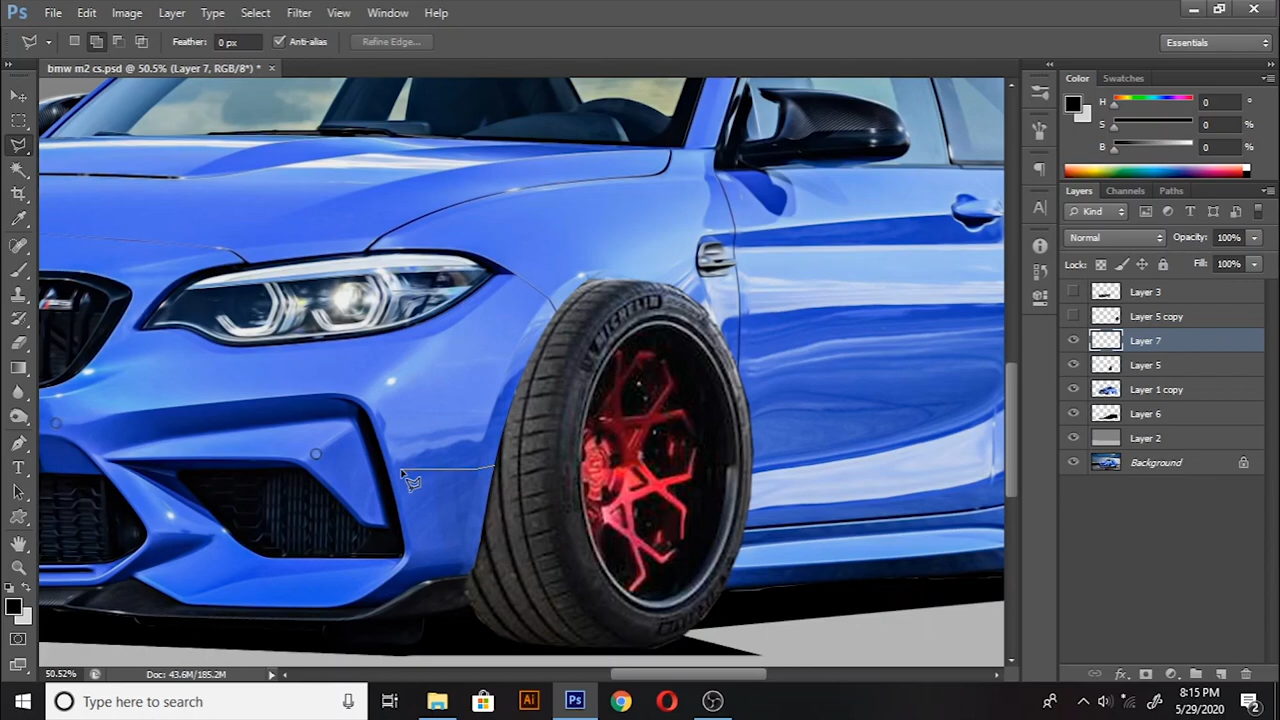 Ps File Edit Image Layer Type Select Filter View Window Help
Feather: 0 px Anti-alias Refine Edge... Essentials
bmw m2 cs.psd @ 50.5% (Layer 7, RGB/8*) * ×
Color Swatches
H 0 °
S 0 %
B 0 %
Layers Channels Paths
Kind
Normal Opacity: 100%
Lock: Fill: 100%
Layer 3
Layer 5 copy
Layer 7
Layer 5
Layer 1 copy
Layer 6
Layer 2
Background
MICHELIN
50.52% Doc: 43.6M/185.2M
Type here to search
Ai Ps
8:15 PM
5/29/2020
2